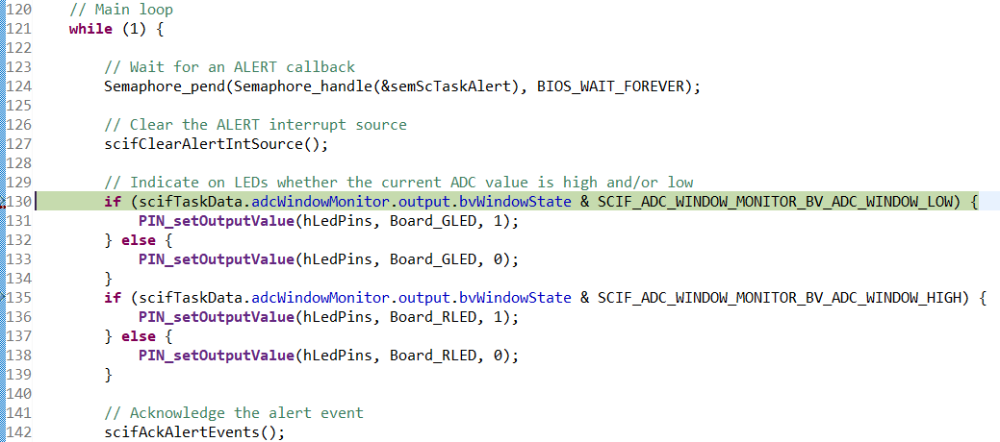 120 // Main loop
121 while (1) {
122
123 // Wait for an ALERT callback
124 Semaphore_pend(Semaphore_handle(&semScTaskAlert), BIOS_WAIT_FOREVER);
125
126 // Clear the ALERT interrupt source
127 scifClearAlertIntSource();
128
129 // Indicate on LEDs whether the current ADC value is high and/or low
130 if (scifTaskData.adcWindowMonitor.output.bvWindowState & SCIF_ADC_WINDOW_MONITOR_BV_ADC_WINDOW_LOW) {
131 PIN_setOutputValue(hLedPins, Board_GLED, 1);
132 } else {
133 PIN_setOutputValue(hLedPins, Board_GLED, 0);
134 }
135 if (scifTaskData.adcWindowMonitor.output.bvWindowState & SCIF_ADC_WINDOW_MONITOR_BV_ADC_WINDOW_HIGH) {
136 PIN_setOutputValue(hLedPins, Board_RLED, 1);
137 } else {
138 PIN_setOutputValue(hLedPins, Board_RLED, 0);
139 }
140
141 // Acknowledge the alert event
142 scifAckAlertEvents();